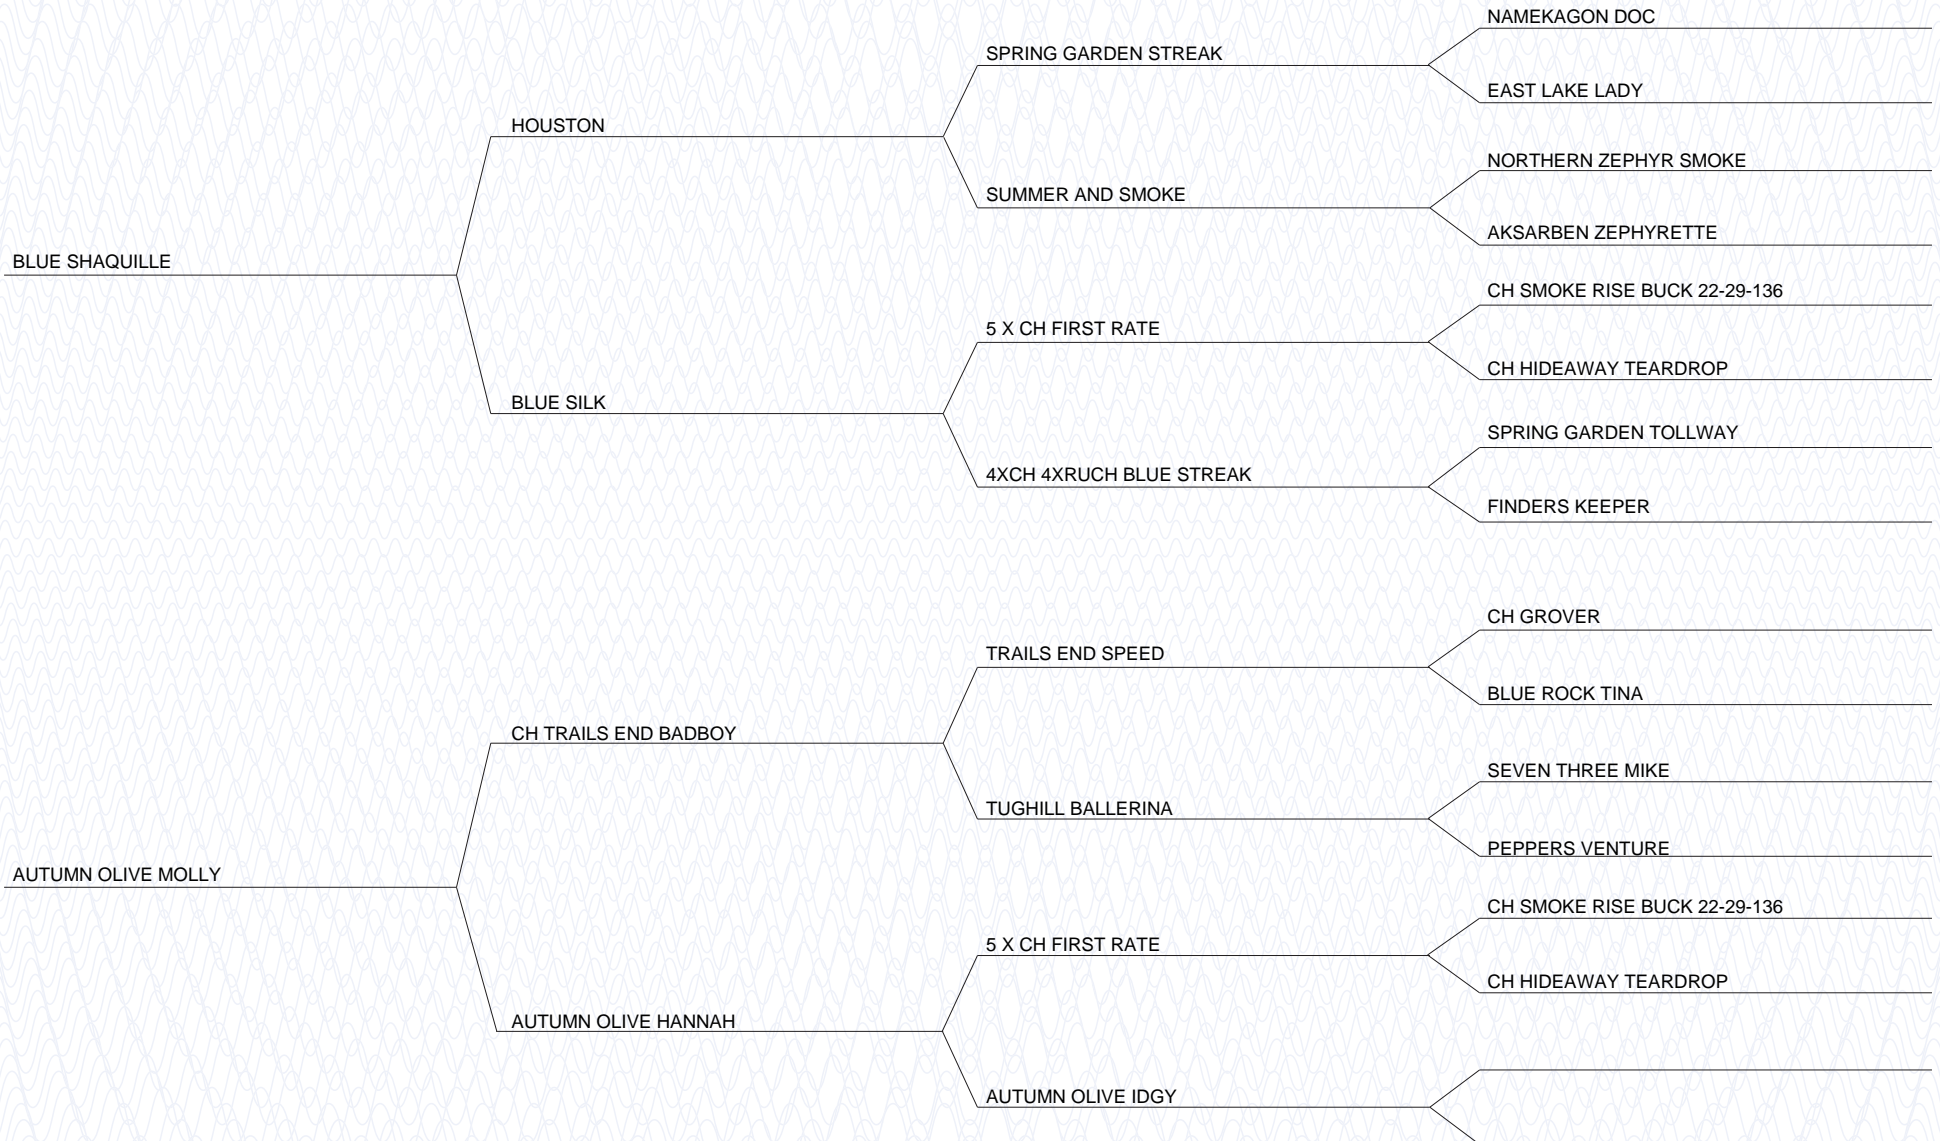 NAMEKAGON DOC
SPRING GARDEN STREAK
EAST LAKE LADY
HOUSTON
NORTHERN ZEPHYR SMOKE
SUMMER AND SMOKE
AKSARBEN ZEPHYRETTE
BLUE SHAQUILLE
CH SMOKE RISE BUCK 22-29-136
5 X CH FIRST RATE
CH HIDEAWAY TEARDROP
BLUE SILK
SPRING GARDEN TOLLWAY
4XCH 4XRUCH BLUE STREAK
FINDERS KEEPER
CH GROVER
TRAILS END SPEED
BLUE ROCK TINA
CH TRAILS END BADBOY
SEVEN THREE MIKE
TUGHILL BALLERINA
PEPPERS VENTURE
AUTUMN OLIVE MOLLY
CH SMOKE RISE BUCK 22-29-136
5 X CH FIRST RATE
CH HIDEAWAY TEARDROP
AUTUMN OLIVE HANNAH
AUTUMN OLIVE IDGY